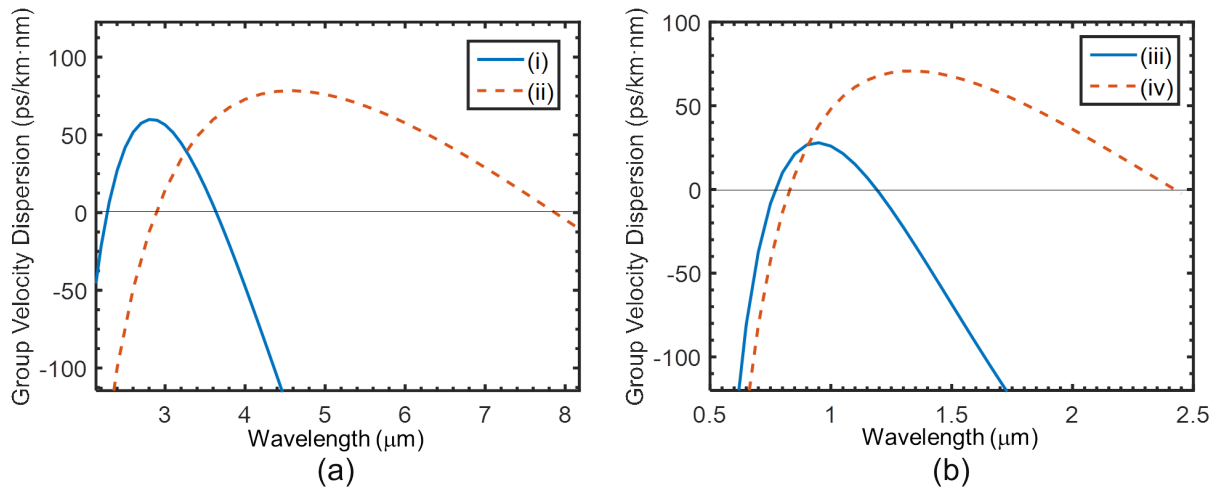 Group Velocity Dispersion (ps/km·nm)
100
50
0
-50
-100
3
4
5
6
7
8
(i)
(ii)
Wavelength (μm)
(a)
Group Velocity Dispersion (ps/km·nm)
100
50
0
-50
-100
0.5
1
1.5
2
2.5
(iii)
(iv)
Wavelength (μm)
(b)